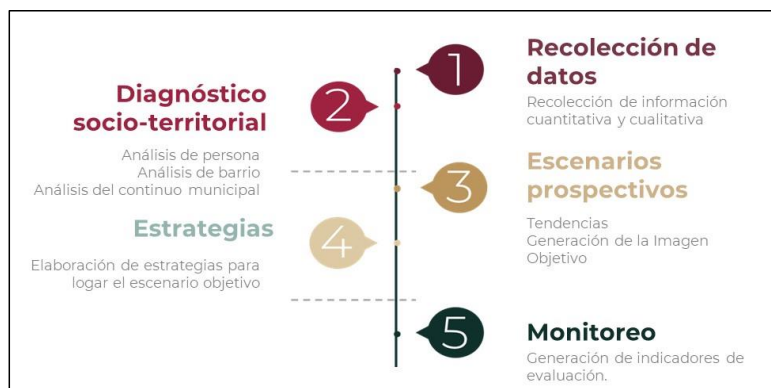 1
Recolección de
datos
Recolección de información
cuantitativa y cualitativa
2
Diagnóstico
socio-territorial
Análisis de persona
Análisis de barrio
Análisis del continuo municipal
3
Escenarios
prospectivos
Tendencias
Generación de la Imagen
Objetivo
4
Estrategias
Elaboración de estrategias para
logar el escenario objetivo
5
Monitoreo
Generación de indicadores de
evaluación.